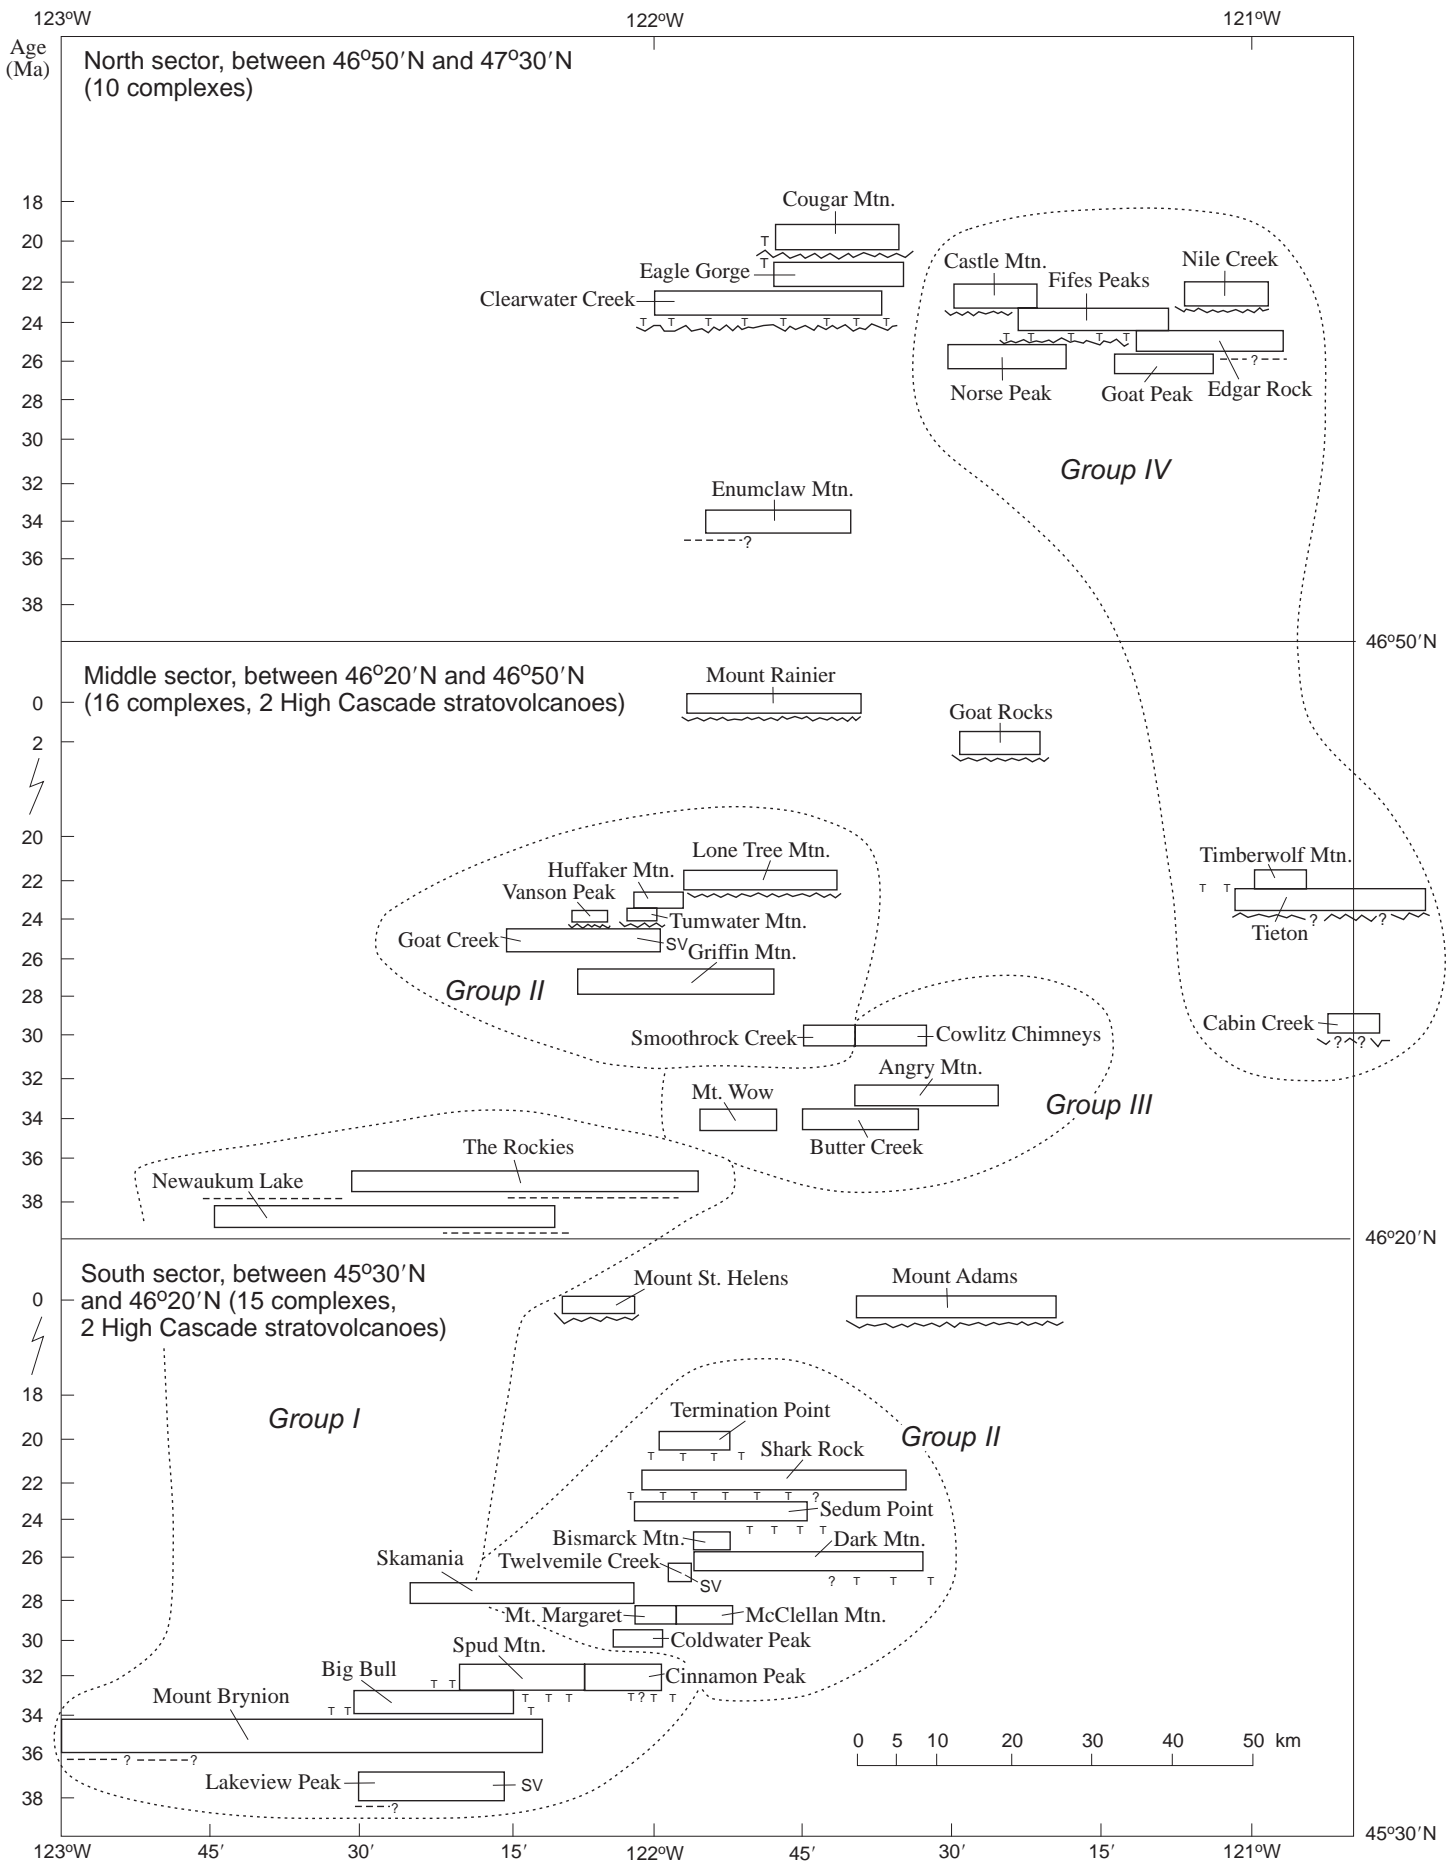 123°W 122°W 121°W
Age
(Ma)
North sector, between 46°50′N and 47°30′N
(10 complexes)
18
Cougar Mtn.
20
T
Castle Mtn.
Nile Creek
Eagle Gorge
T
Fifes Peaks
22
Clearwater Creek
24
T T T T T T T
T T T T T
26
?
Norse Peak
Goat Peak
Edgar Rock
28
30
Group IV
32
Enumclaw Mtn.
34
?
36
38
46°50′N
Middle sector, between 46°20′N and 46°50′N
(16 complexes, 2 High Cascade stratovolcanoes)
Mount Rainier
0
Goat Rocks
2
20
Lone Tree Mtn.
Timberwolf Mtn.
Huffaker Mtn.
22
Vanson Peak
T T
24
Tumwater Mtn.
? ?
Tieton
Goat Creek
SV
Griffin Mtn.
26
Group II
28
Cabin Creek
30
Smoothrock Creek
Cowlitz Chimneys
? ?
Angry Mtn.
32
Mt. Wow
Group III
34
Butter Creek
The Rockies
36
Newaukum Lake
38
46°20′N
South sector, between 45°30′N
and 46°20′N (15 complexes,
2 High Cascade stratovolcanoes)
Mount St. Helens
Mount Adams
0
18
Termination Point
Group I
Group II
20
Shark Rock
T T T T
22
T T T T T T ?
Sedum Point
24
T T T T
Bismarck Mtn.
Dark Mtn.
Skamania
Twelvemile Creek
26
SV
? T T T
28
Mt. Margaret
McClellan Mtn.
30
Coldwater Peak
Spud Mtn.
Big Bull
32
Cinnamon Peak
T T
T T T
T ? T T
Mount Brynion
T T
T
34
0 5 10 20 30 40 50 km
36
? ?
Lakeview Peak
SV
38
?
45°30′N
123°W 45′ 30′ 15′ 122°W 45′ 30′ 15′ 121°W